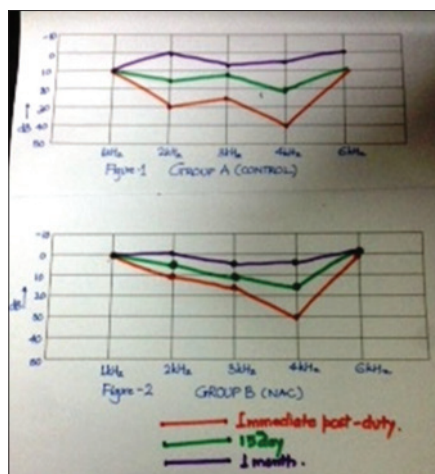 -10
0
10
20
30
40
50
dB
1kHz 2kHz 3kHz 4kHz 6kHz
Figure-1 GROUP A (CONTROL)
-10
0
10
20
30
40
50
dB
1kHz 2kHz 3kHz 4kHz 6kHz
Figure-2 GROUP B (NAC)
Immediate post-duty.
15 day
1 month.